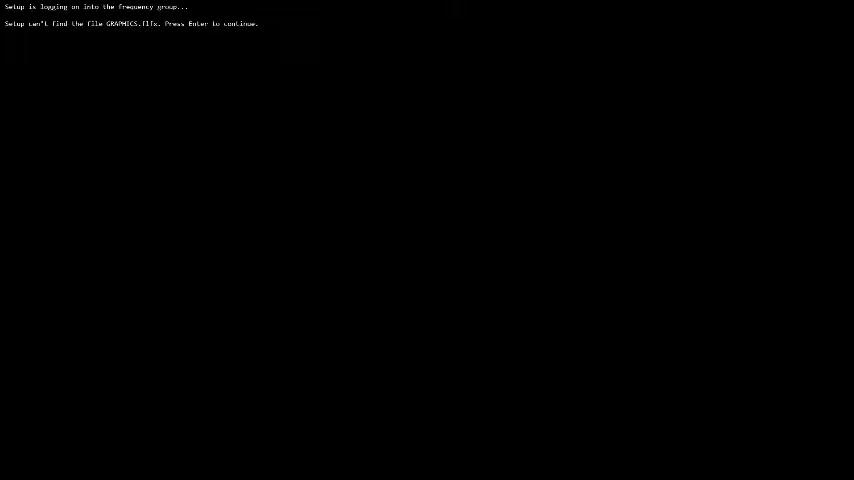 Setup is logging on into the frequency group...
Setup can't find the file GRAPHICS.flfx. Press Enter to continue.